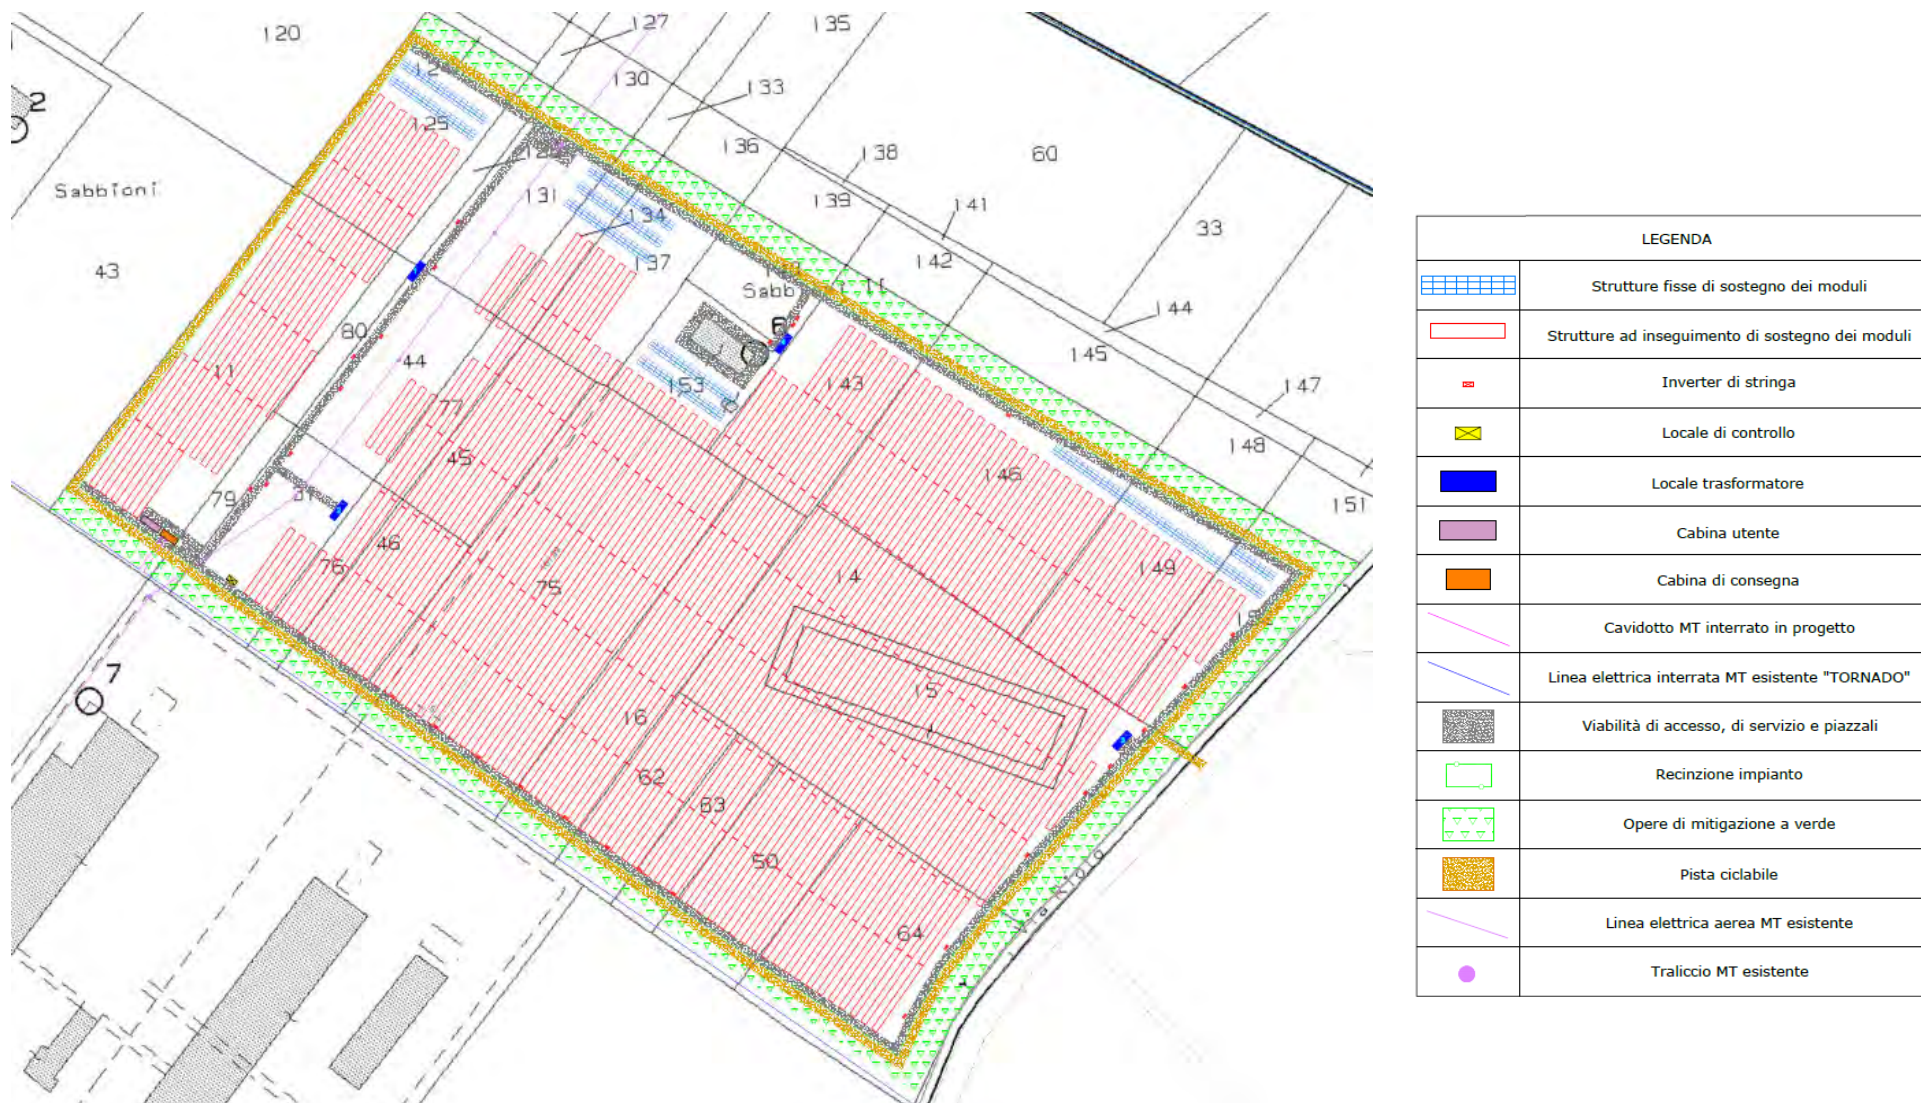 120
127
135
130
133
2
125
136
138
60
Sabbioni
131
139
141
33
134
43
137
142
Sabb
11
6
144
80
44
145
11
143
147
153
77
148
45
146
151
79
31
46
76
75
14
149
7
15
16
62
63
50
64
Via Riolo
LEGENDA
Strutture fisse di sostegno dei moduli
Strutture ad inseguimento di sostegno dei moduli
Inverter di stringa
Locale di controllo
Locale trasformatore
Cabina utente
Cabina di consegna
Cavidotto MT interrato in progetto
Linea elettrica interrata MT esistente "TORNADO"
Viabilità di accesso, di servizio e piazzali
Recinzione impianto
Opere di mitigazione a verde
Pista ciclabile
Linea elettrica aerea MT esistente
Traliccio MT esistente